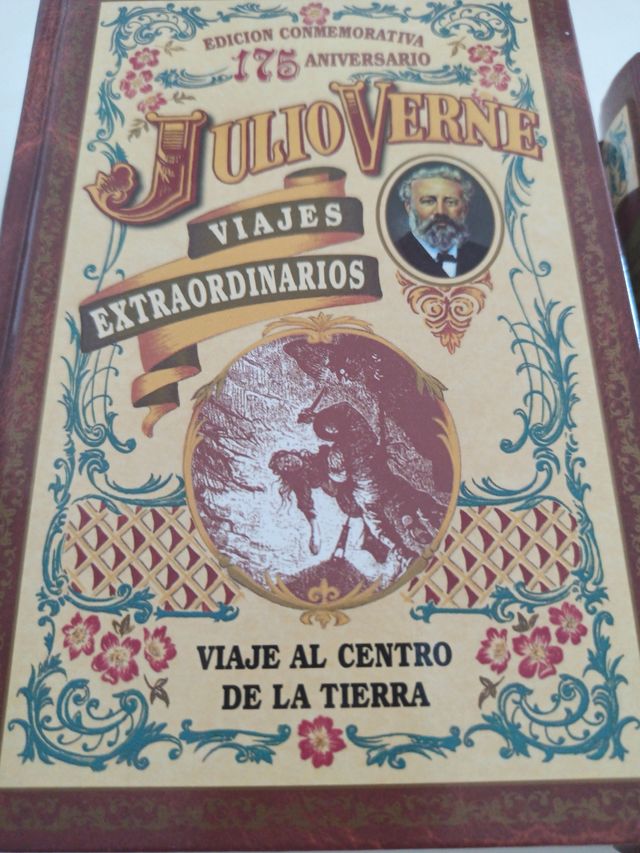 EDICION CONMEMORATIVA
175 ANIVERSARIO
JULIO VERNE
VIAJES
EXTRAORDINARIOS
VIAJE AL CENTRO
DE LA TIERRA